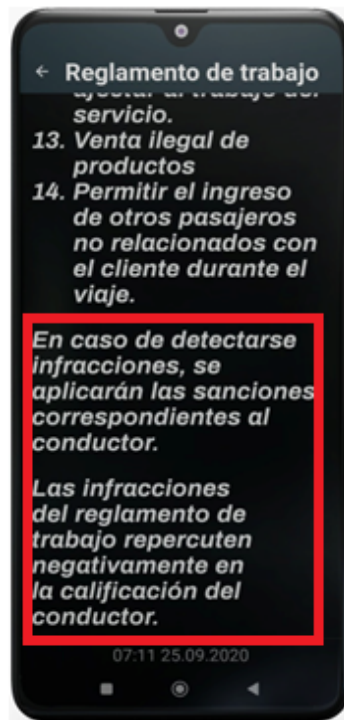 Reglamento de trabajo
servicio.
13. Venta ilegal de
productos
14. Permitir el ingreso
de otros pasajeros
no relacionados con
el cliente durante el
viaje.
En caso de detectarse
infracciones, se
aplicarán las sanciones
correspondientes al
conductor.
Las infracciones
del reglamento de
trabajo repercuten
negativamente en
la calificación del
conductor.
07:11 25.09.2020